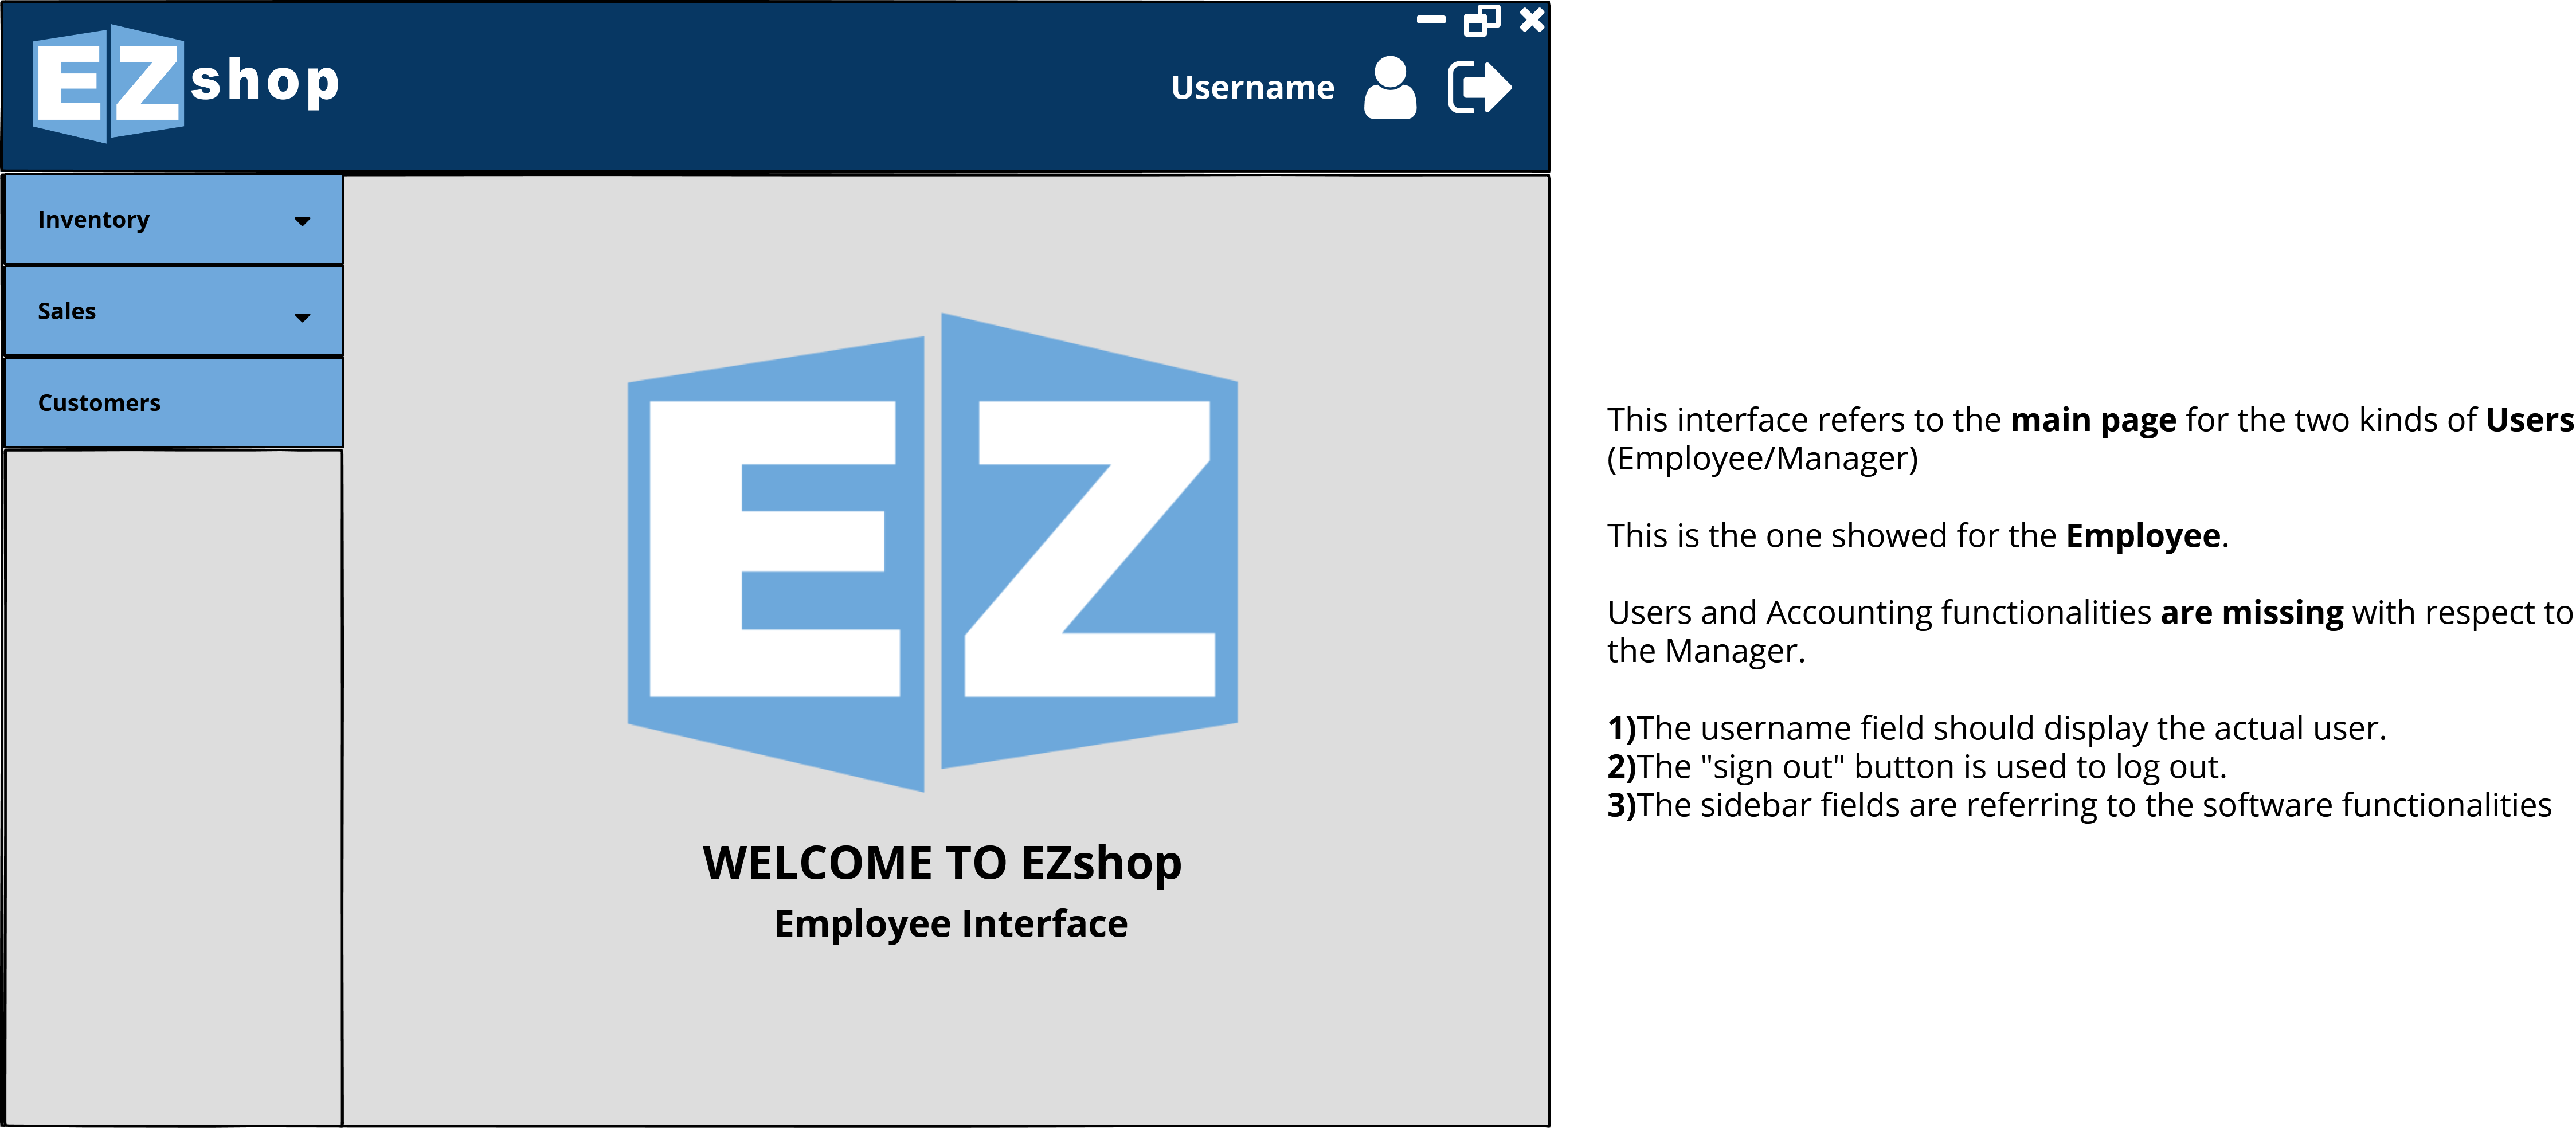 EZshop
Username
Inventory
Sales
Customers
EZ
WELCOME TO EZshop
Employee Interface
This interface refers to the main page for the two kinds of Users
(Employee/Manager)
This is the one showed for the Employee.
Users and Accounting functionalities are missing with respect to
the Manager.
1)The username field should display the actual user.
2)The "sign out" button is used to log out.
3)The sidebar fields are referring to the software functionalities